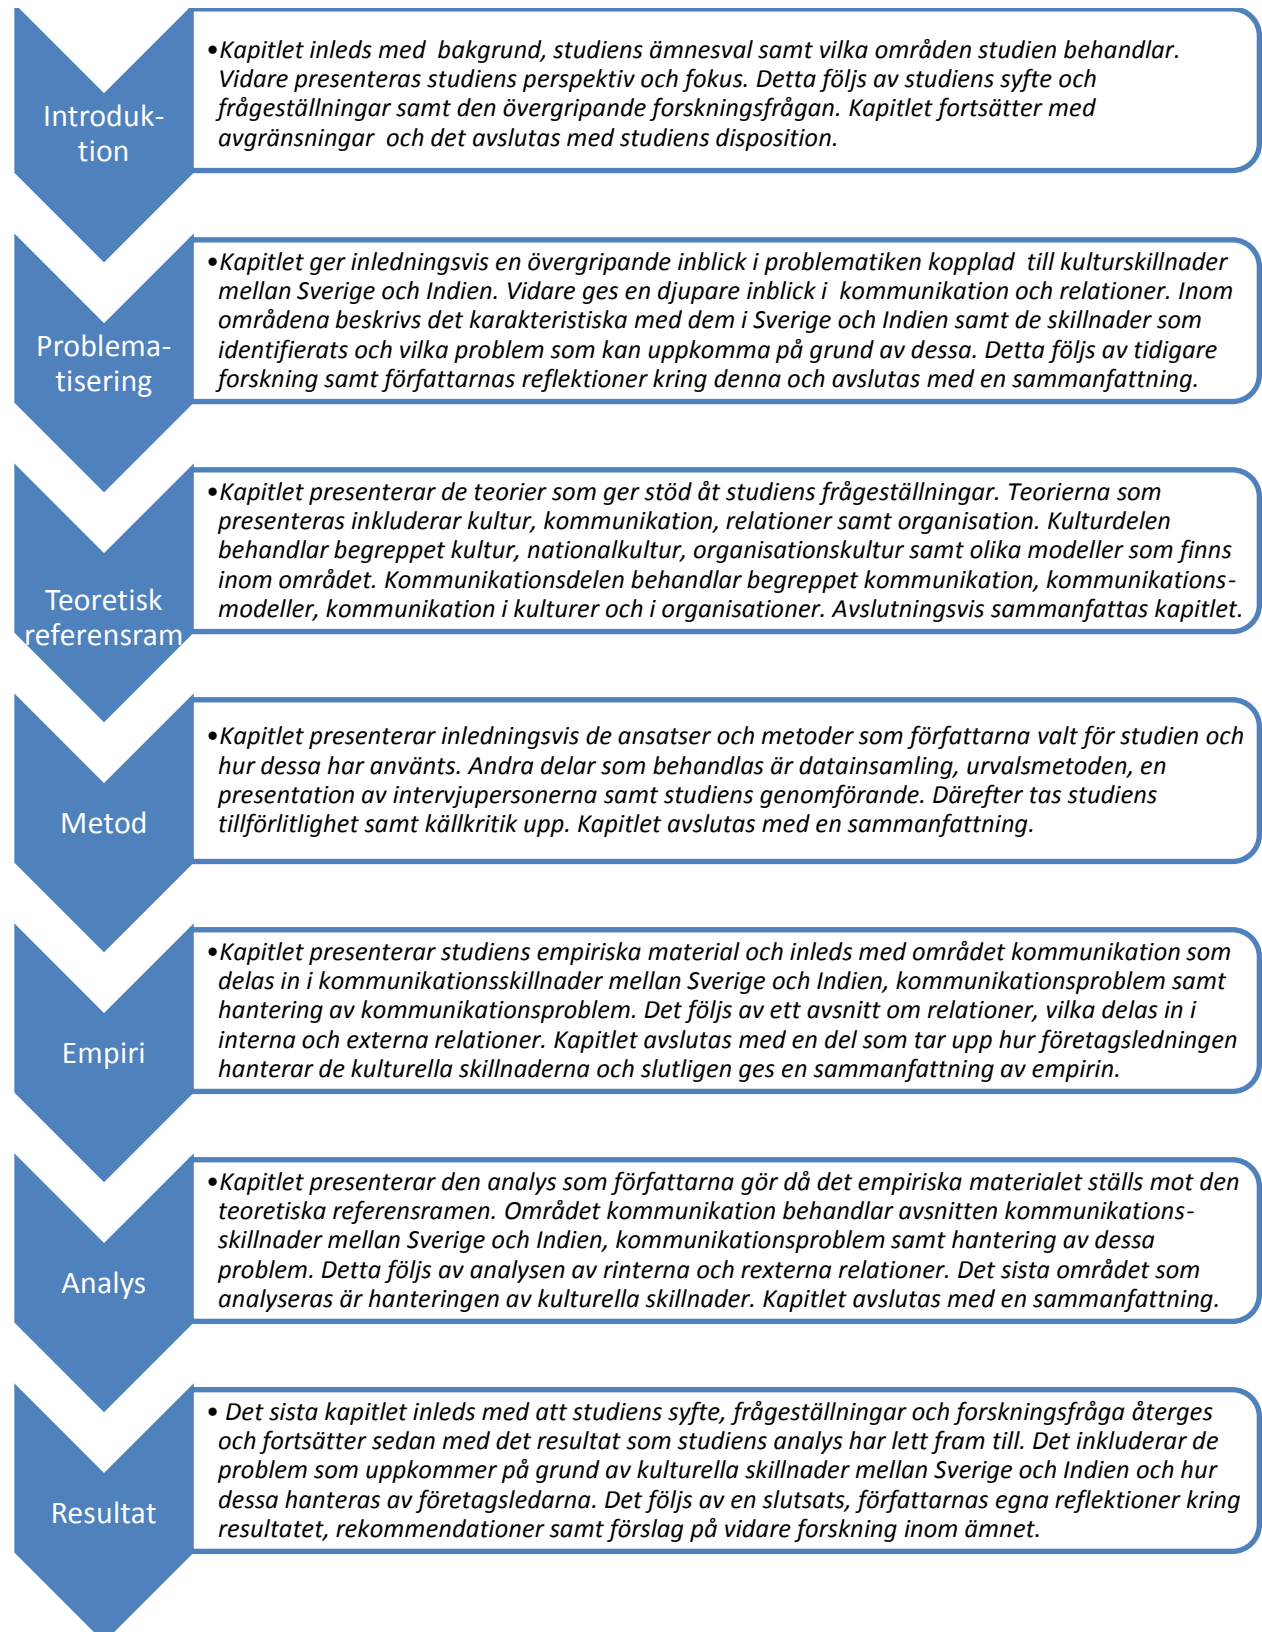 Introduk-
tion
•Kapitlet inleds med bakgrund, studiens ämnesval samt vilka områden studien behandlar.
Vidare presenteras studiens perspektiv och fokus. Detta följs av studiens syfte och
frågeställningar samt den övergripande forskningsfrågan. Kapitlet fortsätter med
avgränsningar och det avslutas med studiens disposition.
Problema-
tisering
•Kapitlet ger inledningsvis en övergripande inblick i problematiken kopplad till kulturskillnader
mellan Sverige och Indien. Vidare ges en djupare inblick i kommunikation och relationer. Inom
områdena beskrivs det karakteristiska med dem i Sverige och Indien samt de skillnader som
identifierats och vilka problem som kan uppkomma på grund av dessa. Detta följs av tidigare
forskning samt författarnas reflektioner kring denna och avslutas med en sammanfattning.
Teoretisk
referensram
•Kapitlet presenterar de teorier som ger stöd åt studiens frågeställningar. Teorierna som
presenteras inkluderar kultur, kommunikation, relationer samt organisation. Kulturdelen
behandlar begreppet kultur, nationalkultur, organisationskultur samt olika modeller som finns
inom området. Kommunikationsdelen behandlar begreppet kommunikation, kommunikations-
modeller, kommunikation i kulturer och i organisationer. Avslutningsvis sammanfattas kapitlet.
Metod
•Kapitlet presenterar inledningsvis de ansatser och metoder som författarna valt för studien och
hur dessa har använts. Andra delar som behandlas är datainsamling, urvalsmetoden, en
presentation av intervjupersonerna samt studiens genomförande. Därefter tas studiens
tillförlitlighet samt källkritik upp. Kapitlet avslutas med en sammanfattning.
Empiri
•Kapitlet presenterar studiens empiriska material och inleds med området kommunikation som
delas in i kommunikationsskillnader mellan Sverige och Indien, kommunikationsproblem samt
hantering av kommunikationsproblem. Det följs av ett avsnitt om relationer, vilka delas in i
interna och externa relationer. Kapitlet avslutas med en del som tar upp hur företagsledningen
hanterar de kulturella skillnaderna och slutligen ges en sammanfattning av empirin.
Analys
•Kapitlet presenterar den analys som författarna gör då det empiriska materialet ställs mot den
teoretiska referensramen. Området kommunikation behandlar avsnitten kommunikations-
skillnader mellan Sverige och Indien, kommunikationsproblem samt hantering av dessa
problem. Detta följs av analysen av rinterna och rexterna relationer. Det sista området som
analyseras är hanteringen av kulturella skillnader. Kapitlet avslutas med en sammanfattning.
Resultat
• Det sista kapitlet inleds med att studiens syfte, frågeställningar och forskningsfråga återges
och fortsätter sedan med det resultat som studiens analys har lett fram till. Det inkluderar de
problem som uppkommer på grund av kulturella skillnader mellan Sverige och Indien och hur
dessa hanteras av företagsledarna. Det följs av en slutsats, författarnas egna reflektioner kring
resultatet, rekommendationer samt förslag på vidare forskning inom ämnet.